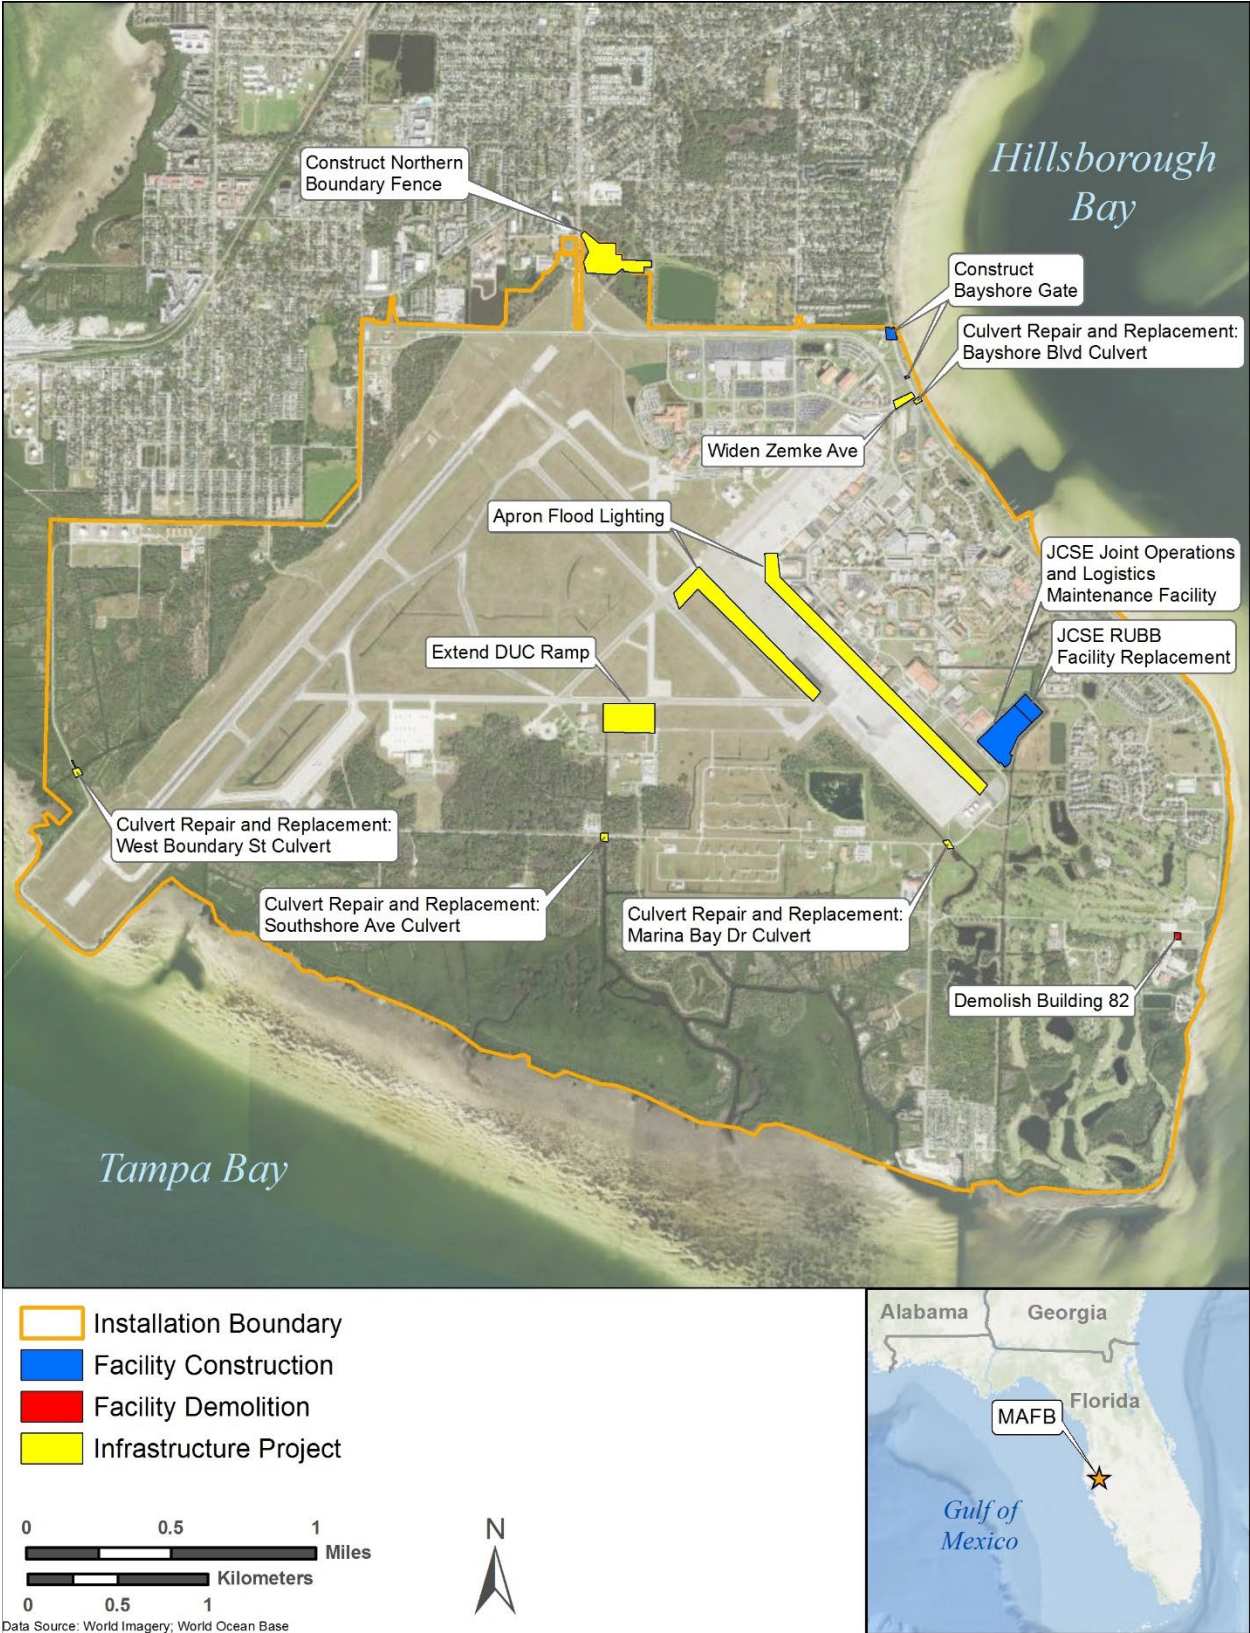 Hillsborough
Bay
Construct Northern
Boundary Fence
Construct
Bayshore Gate
Culvert Repair and Replacement:
Bayshore Blvd Culvert
Widen Zemke Ave
Apron Flood Lighting
JCSE Joint Operations
and Logistics
Maintenance Facility
JCSE RUBB
Facility Replacement
Extend DUC Ramp
Culvert Repair and Replacement:
West Boundary St Culvert
Culvert Repair and Replacement:
Southshore Ave Culvert
Culvert Repair and Replacement:
Marina Bay Dr Culvert
Demolish Building 82
Tampa Bay
Installation Boundary
Facility Construction
Facility Demolition
Infrastructure Project
0 0.5 1
Miles
Kilometers
0 0.5 1
N
Data Source: World Imagery; World Ocean Base
Alabama
Georgia
Florida
MAFB
Gulf of
Mexico